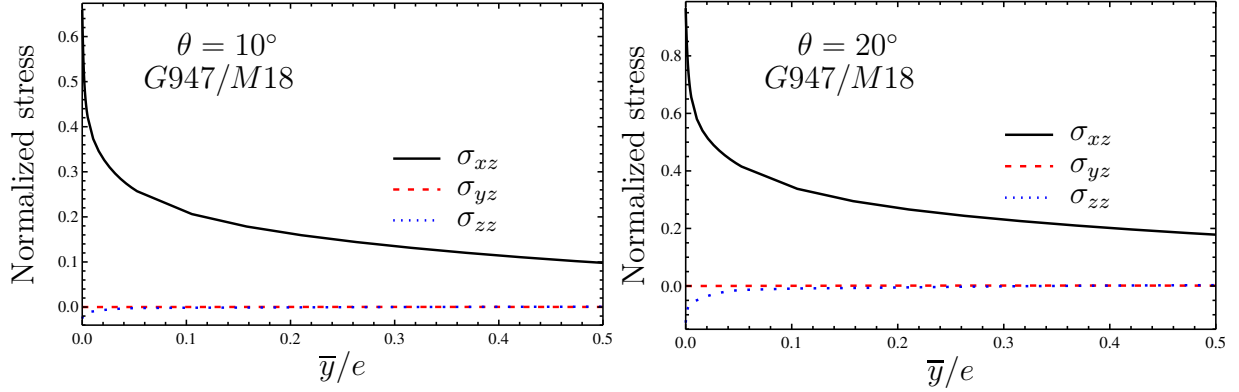 Normalized stress
0.6
0.5
0.4
0.3
0.2
0.1
0.0
θ = 10°
G947/M18
σxz
σyz
σzz
0.0 0.1 0.2 0.3 0.4 0.5
y̅/e
Normalized stress
0.8
0.6
0.4
0.2
0.0
θ = 20°
G947/M18
σxz
σyz
σzz
0.0 0.1 0.2 0.3 0.4 0.5
y̅/e